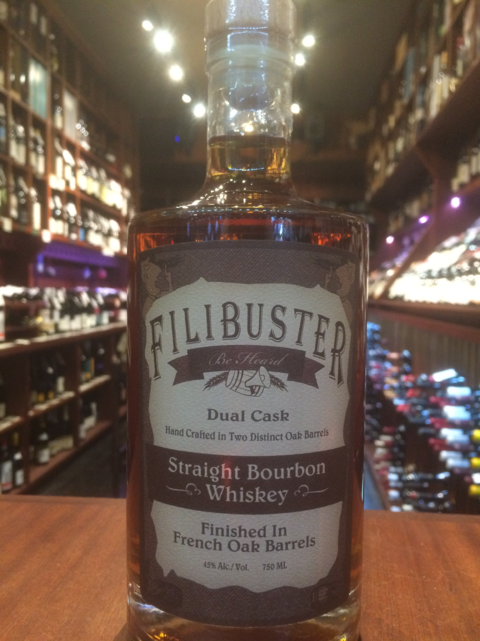 FILIBUSTER
Be Heard
Dual Cask
Hand Crafted in Two Distinct Oak Barrels
Straight Bourbon
Whiskey
Finished In
French Oak Barrels
45% Alc./Vol. 750 ML